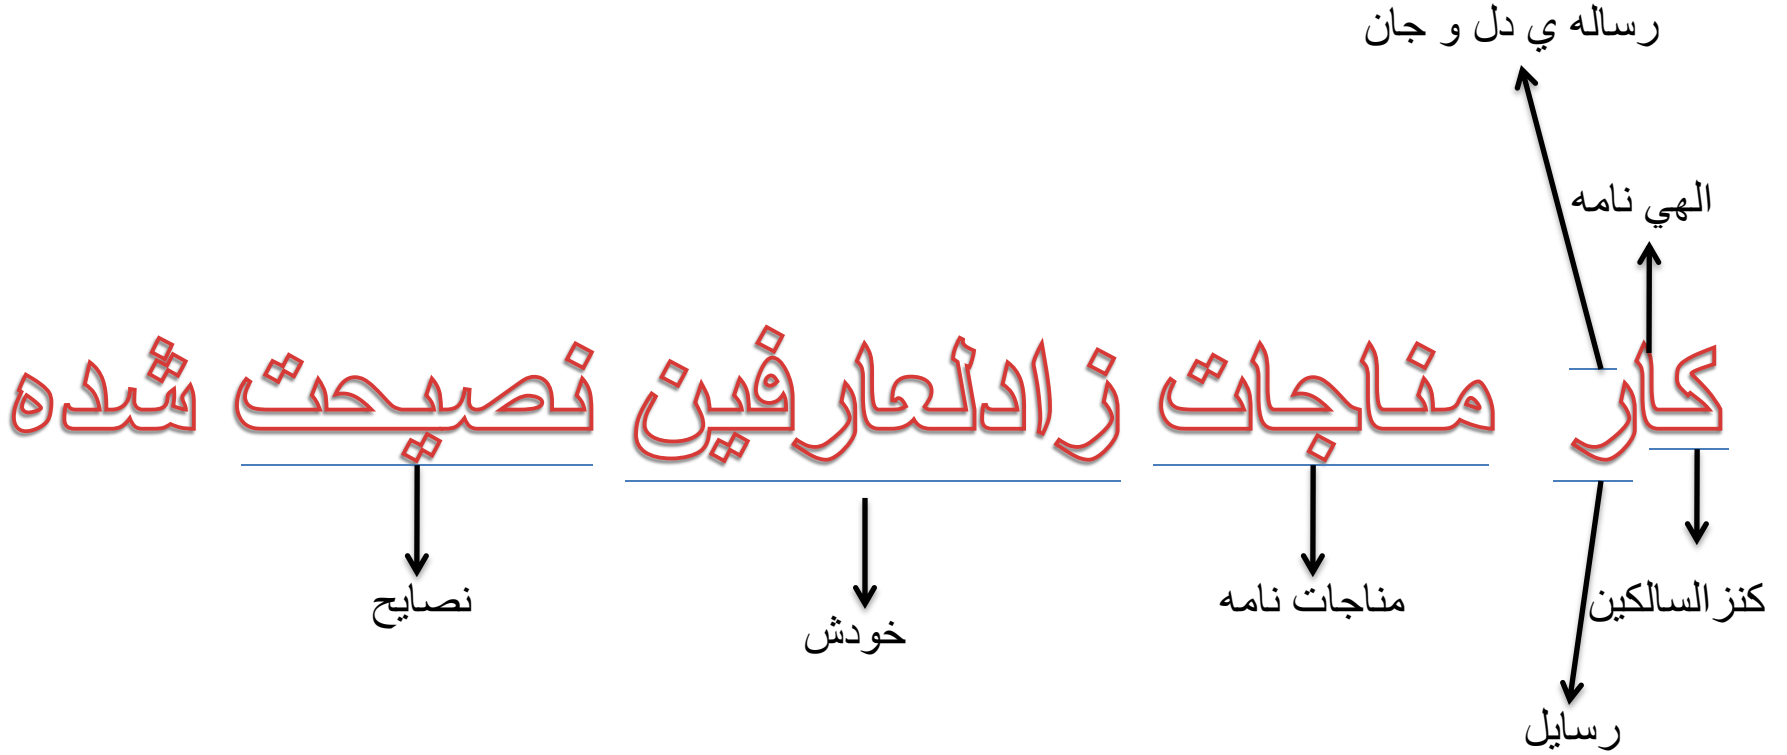 رساله ي دل و جان
الهي نامه
کار مناجات زادلعارفین نصیحت شده
کنزالسالکین
مناجات نامه
خودش
نصایح
رسایل